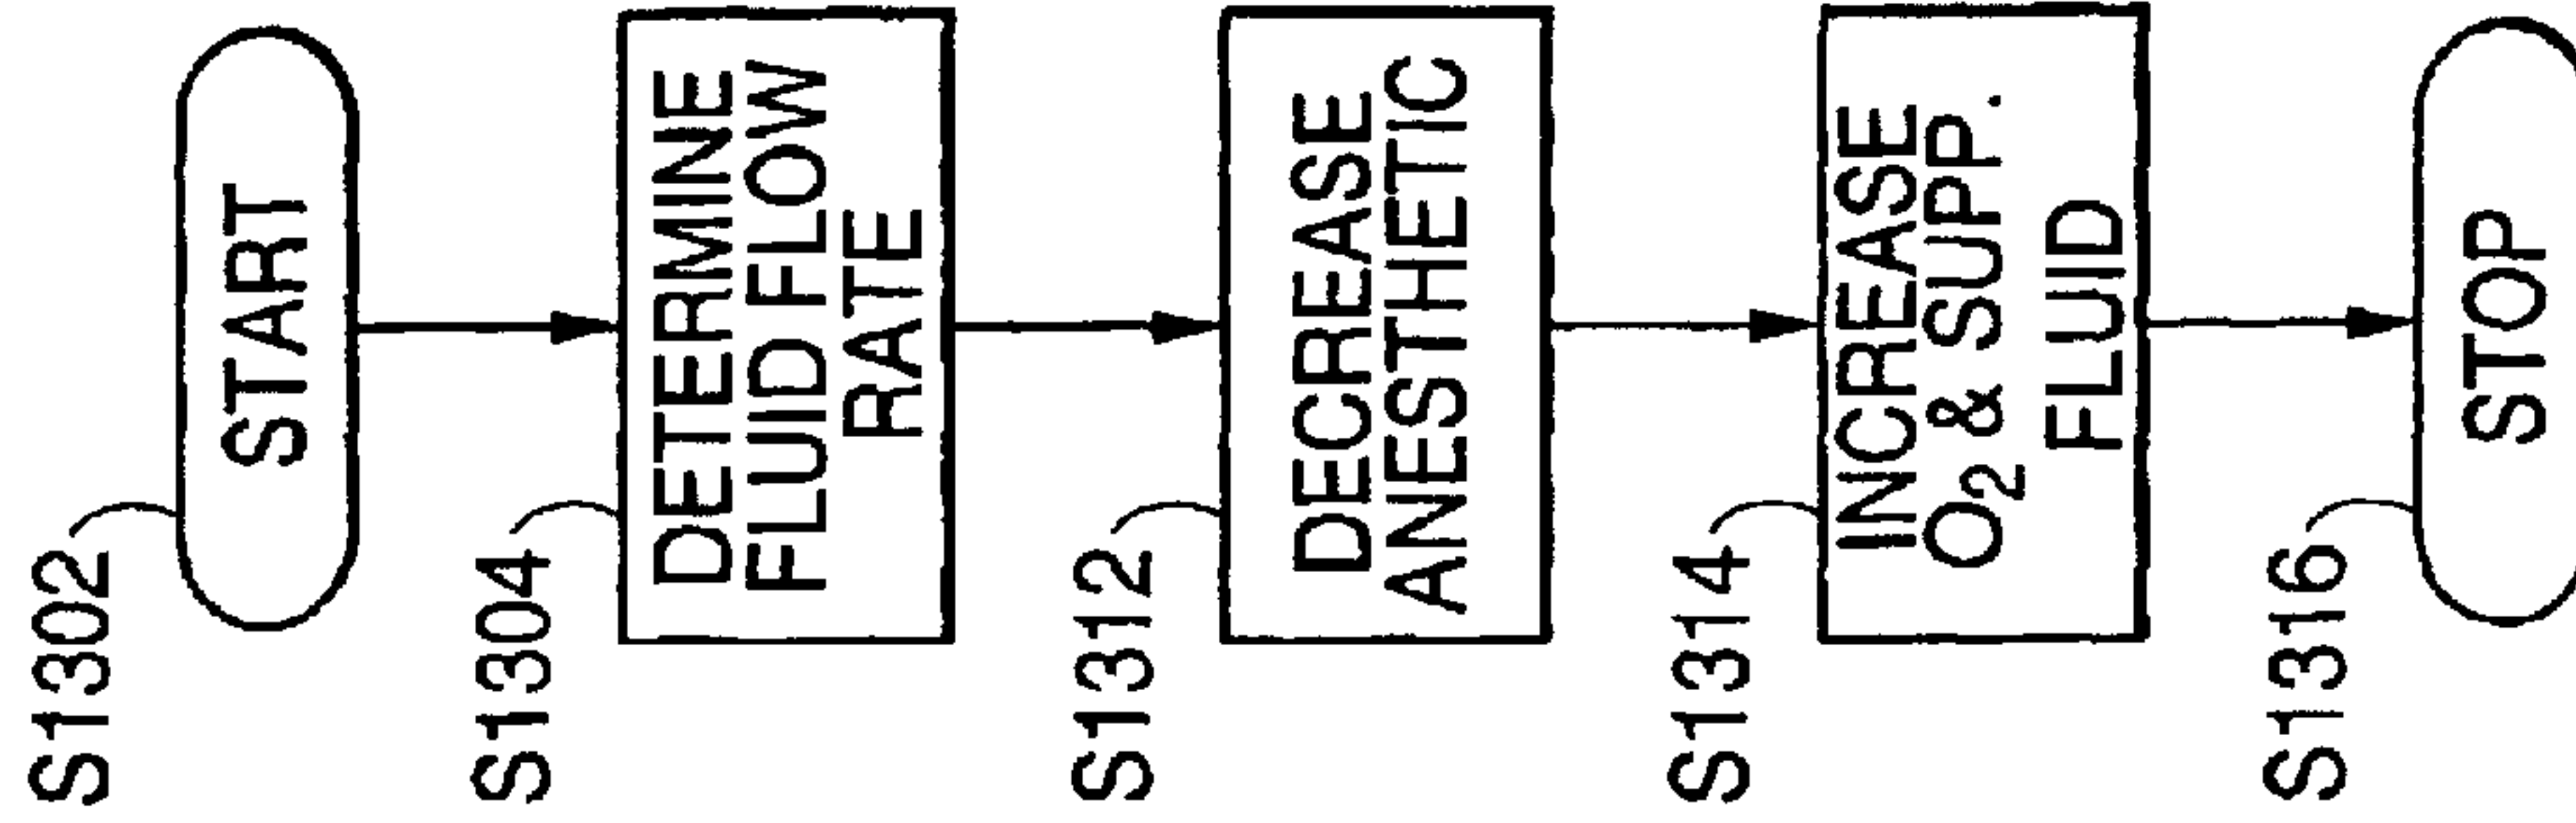 S1302
START
S1304
DETERMINE
FLUID FLOW
RATE
S1312
DECREASE
ANESTHETIC
S1314
INCREASE
O₂ & SUPP.
FLUID
S1316
STOP